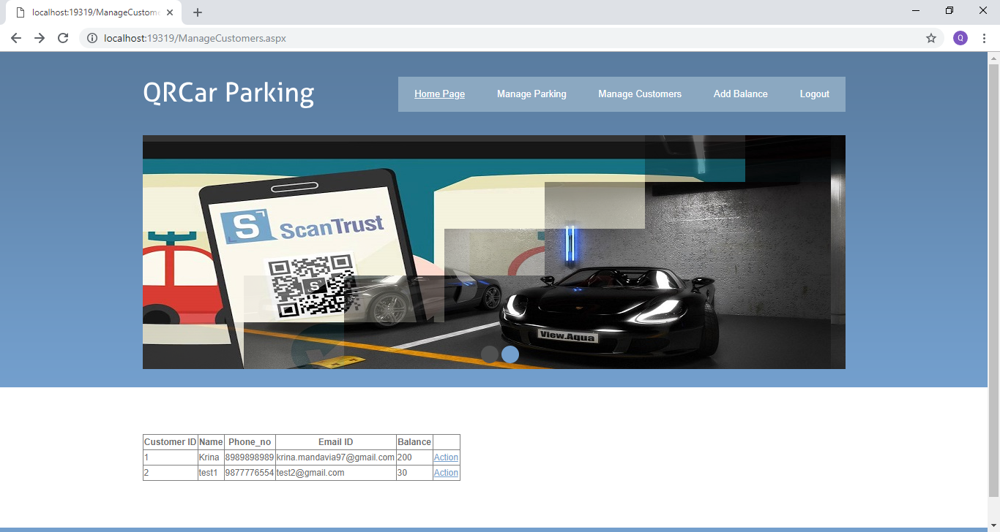 localhost:19319/ManageCustome
localhost:19319/ManageCustomers.aspx
Q
QRCar Parking
Home Page Manage Parking Manage Customers Add Balance Logout
S ScanTrust
S
View.Aqua
Customer ID Name Phone_no Email ID Balance
1 Krina 8989898989 krina.mandavia97@gmail.com 200 Action
2 test1 9877776554 test2@gmail.com 30 Action